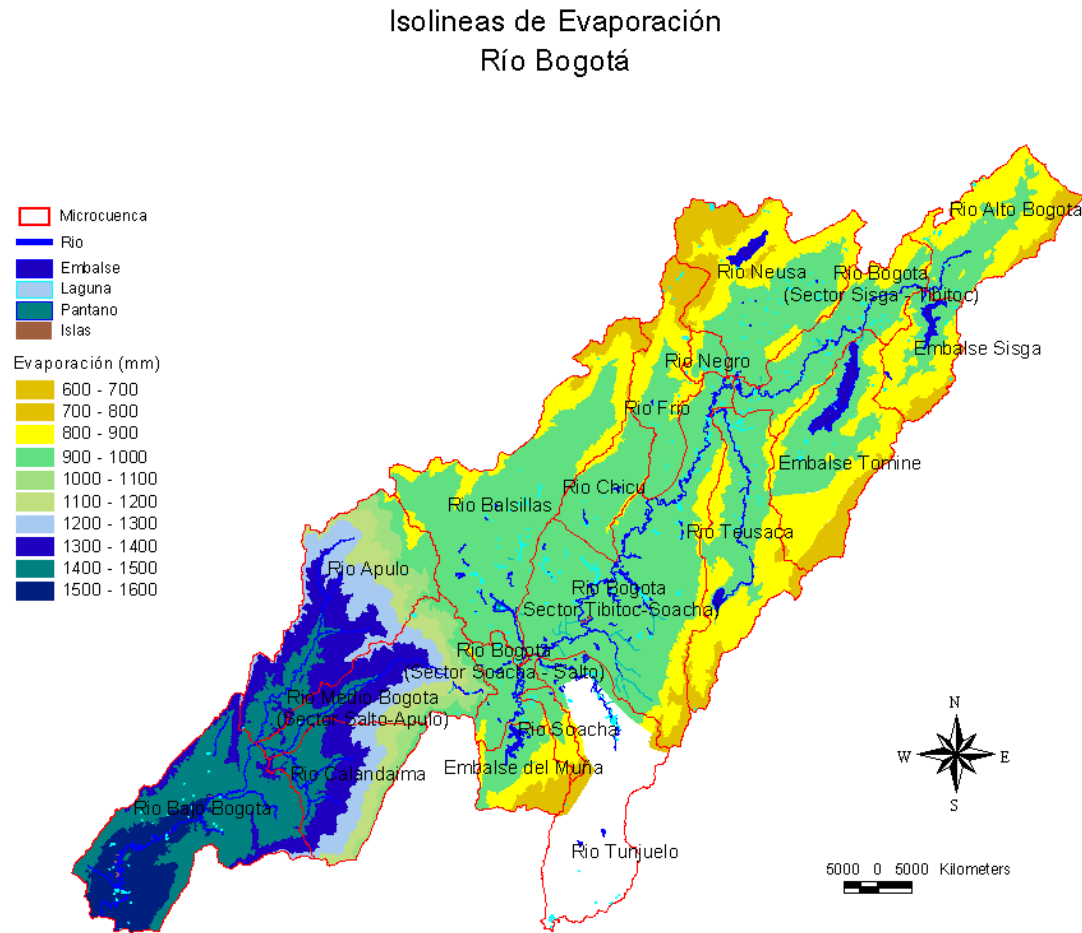 Isolineas de Evaporación
Río Bogotá
Microcuenca
Rio
Embalse
Laguna
Pantano
Islas
Evaporación (mm)
600 - 700
700 - 800
800 - 900
900 - 1000
1000 - 1100
1100 - 1200
1200 - 1300
1300 - 1400
1400 - 1500
1500 - 1600
Rio Alto Bogota
Rio Neusa
Rio Bogota
(Sector Sisga - Tibitoc)
Embalse Sisga
Rio Negro
Rio Frio
Embalse Tomine
Rio Chicu
Rio Balsillas
Rio Teusaca
Rio Apulo
Rio Bogota
Sector Tibitoc-Soacha)
Rio Bogota
(Sector Soacha - Salto)
Rio Medio Bogota
(Sector Salto-Apulo)
Rio Soacha
Embalse del Muña
Rio Calandaima
Rio Bajo Bogota
Rio Tunjuelo
N
W
E
S
5000 0 5000 Kilometers